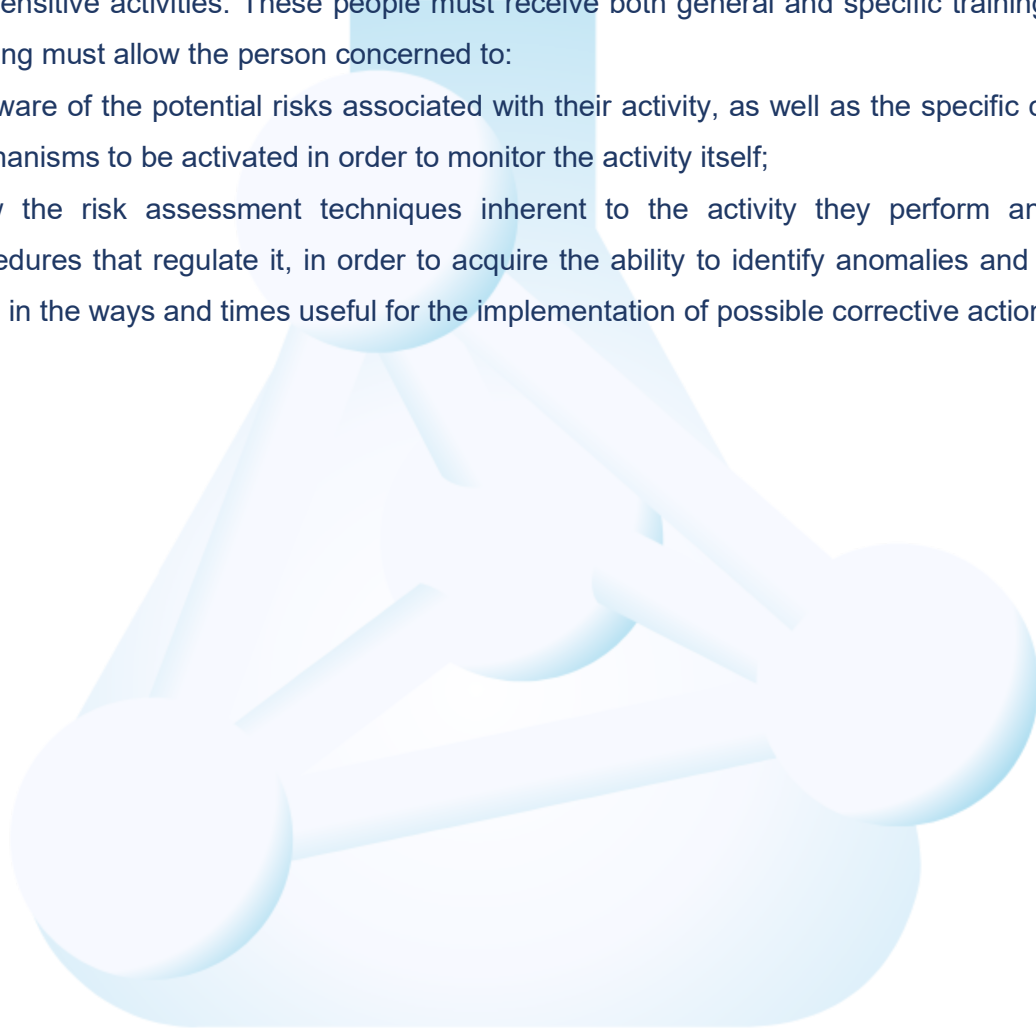 ensitive activities. These people must receive both general and specific training
ng must allow the person concerned to:
ware of the potential risks associated with their activity, as well as the specific
hanisms to be activated in order to monitor the activity itself;
the risk assessment techniques inherent to the activity they perform an
edures that regulate it, in order to acquire the ability to identify anomalies and
in the ways and times useful for the implementation of possible corrective action